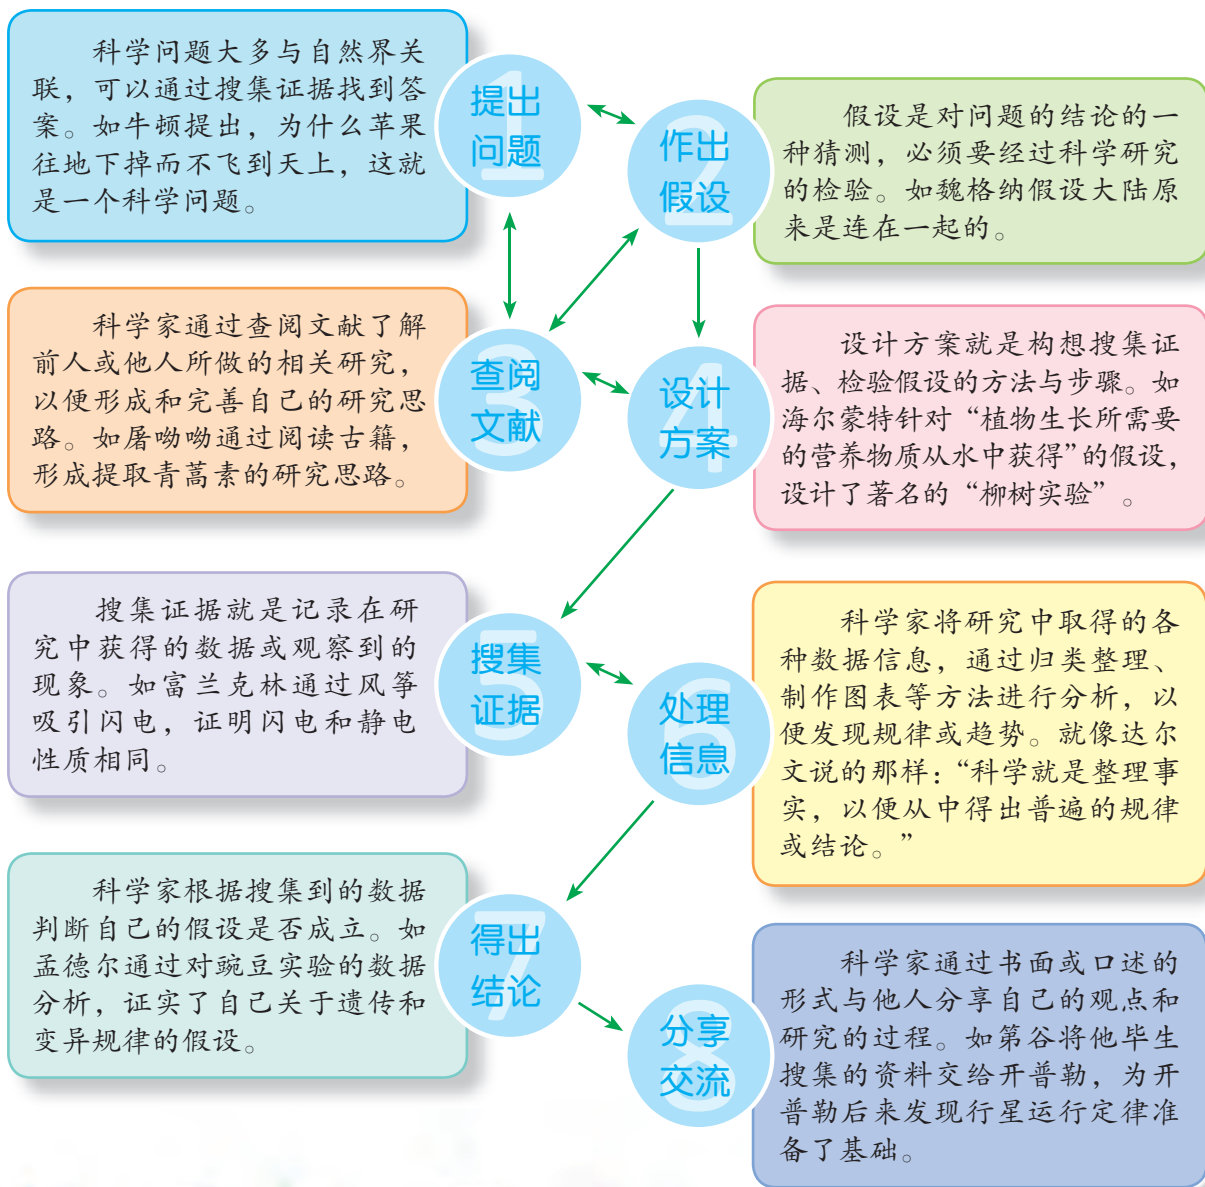 科学问题大多与自然界关
联，可以通过搜集证据找到答
案。如牛顿提出，为什么苹果
往地下掉而不飞到天上，这就
是一个科学问题。
1
提出
问题
2
作出
假设
假设是对问题的结论的一
种猜测，必须要经过科学研究
的检验。如魏格纳假设大陆原
来是连在一起的。
科学家通过查阅文献了解
前人或他人所做的相关研究，
以便形成和完善自己的研究思
路。如屠呦呦通过阅读古籍，
形成提取青蒿素的研究思路。
3
查阅
文献
4
设计
方案
设计方案就是构想搜集证
据、检验假设的方法与步骤。如
海尔蒙特针对“植物生长所需要
的营养物质从水中获得”的假设，
设计了著名的“柳树实验”。
搜集证据就是记录在研
究中获得的数据或观察到的
现象。如富兰克林通过风筝
吸引闪电，证明闪电和静电
性质相同。
5
搜集
证据
6
处理
信息
科学家将研究中取得的各
种数据信息，通过归类整理、
制作图表等方法进行分析，以
便发现规律或趋势。就像达尔
文说的那样：“科学就是整理事
实，以便从中得出普遍的规律
或结论。”
科学家根据搜集到的数据
判断自己的假设是否成立。如
孟德尔通过对豌豆实验的数据
分析，证实了自己关于遗传和
变异规律的假设。
7
得出
结论
8
分享
交流
科学家通过书面或口述的
形式与他人分享自己的观点和
研究的过程。如第谷将他毕生
搜集的资料交给开普勒，为开
普勒后来发现行星运行定律准
备了基础。